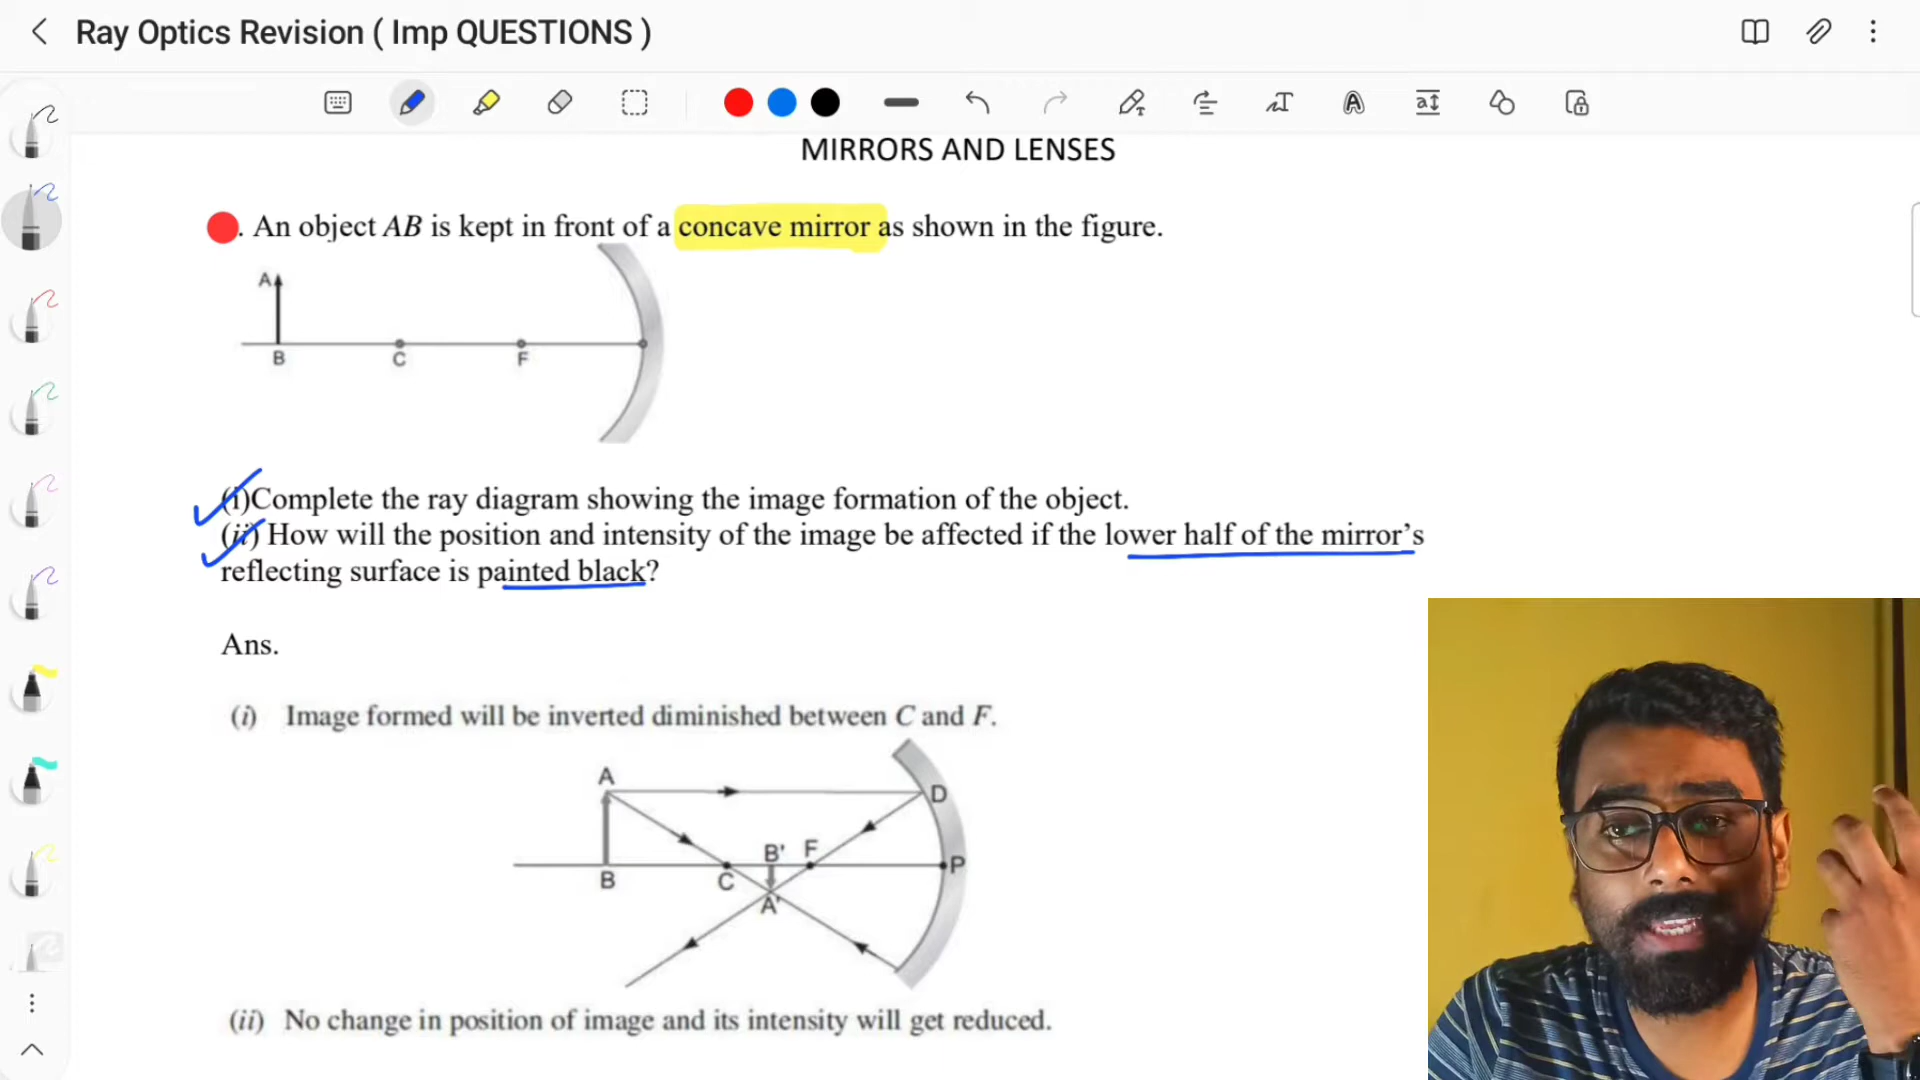 Ray Optics Revision ( Imp QUESTIONS )
MIRRORS AND LENSES
. An object AB is kept in front of a concave mirror as shown in the figure.
A
B C F
(i)Complete the ray diagram showing the image formation of the object.
(ii) How will the position and intensity of the image be affected if the lower half of the mirror’s
reflecting surface is painted black?
Ans.
(i) Image formed will be inverted diminished between C and F.
A
D
B' F
P
B C
A'
(ii) No change in position of image and its intensity will get reduced.